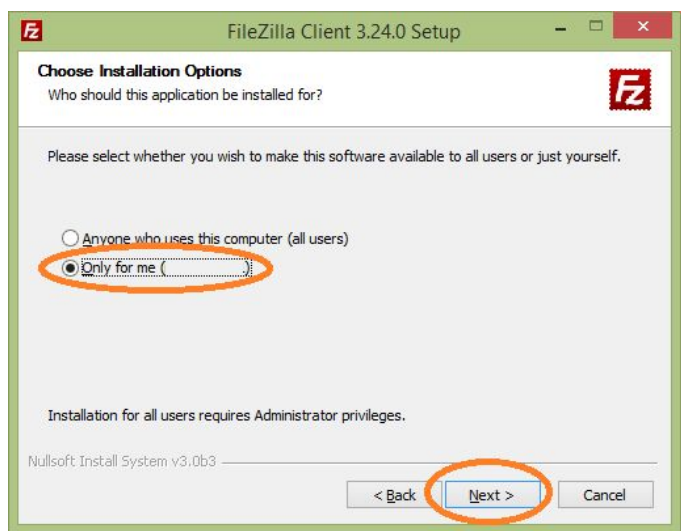 Fz
FileZilla Client 3.24.0 Setup
Choose Installation Options
Who should this application be installed for?
Fz
Please select whether you wish to make this software available to all users or just yourself.
Anyone who uses this computer (all users)
Only for me (            .)
Installation for all users requires Administrator privileges.
Nullsoft Install System v3.0b3
< Back
Next >
Cancel